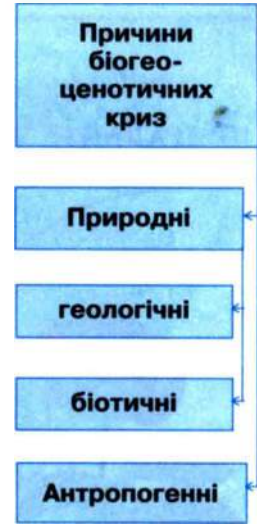 Причини
біогео-
ценотичних
криз
Природні
геологічні
біотичні
Антропогенні